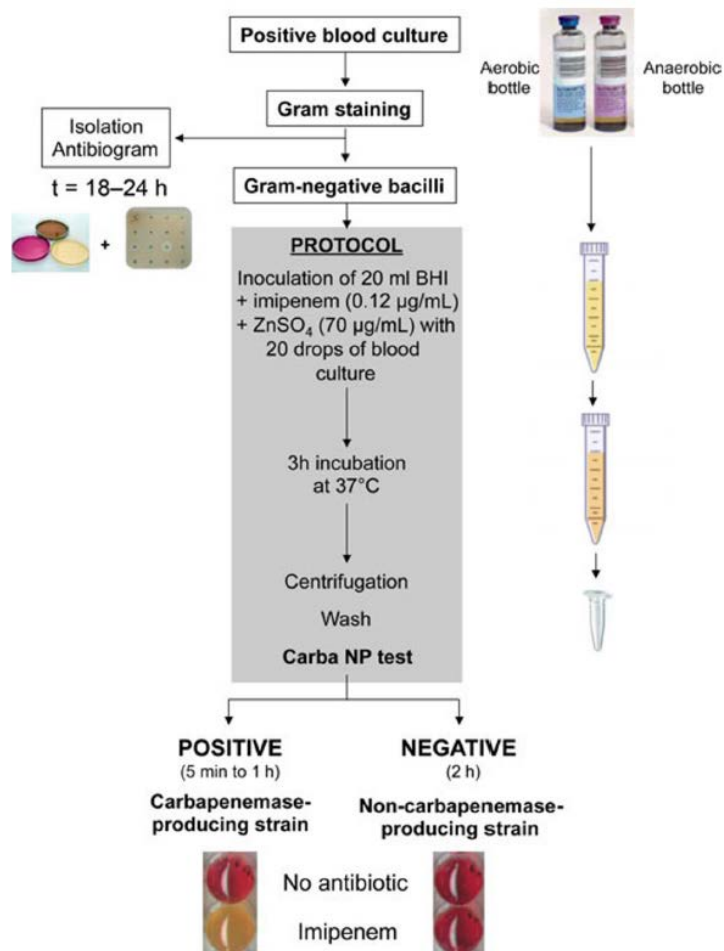 Positive blood culture
Aerobic
bottle
Anaerobic
bottle
Gram staining
Isolation
Antibiogram
t = 18–24 h
+
Gram-negative bacilli
PROTOCOL
Inoculation of 20 ml BHI
+ imipenem (0.12 µg/mL)
+ ZnSO₄ (70 µg/mL) with
20 drops of blood
culture
3h incubation
at 37°C
Centrifugation
Wash
Carba NP test
POSITIVE
(5 min to 1 h)
Carbapenemase-
producing strain
NEGATIVE
(2 h)
Non-carbapenemase-
producing strain
No antibiotic
Imipenem